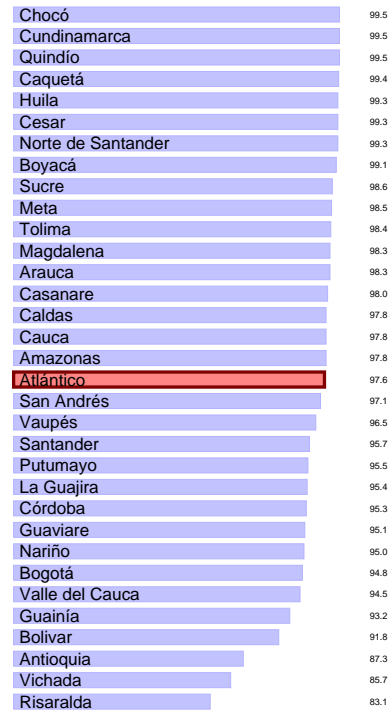 Chocó 99.5
Cundinamarca 99.5
Quindío 99.5
Caquetá 99.4
Huila 99.3
Cesar 99.3
Norte de Santander 99.3
Boyacá 99.1
Sucre 98.6
Meta 98.5
Tolima 98.4
Magdalena 98.3
Arauca 98.3
Casanare 98.0
Caldas 97.8
Cauca 97.8
Amazonas 97.8
Atlántico 97.6
San Andrés 97.1
Vaupés 96.5
Santander 95.7
Putumayo 95.5
La Guajira 95.4
Córdoba 95.3
Guaviare 95.1
Nariño 95.0
Bogotá 94.8
Valle del Cauca 94.5
Guainía 93.2
Bolivar 91.8
Antioquia 87.3
Vichada 85.7
Risaralda 83.1